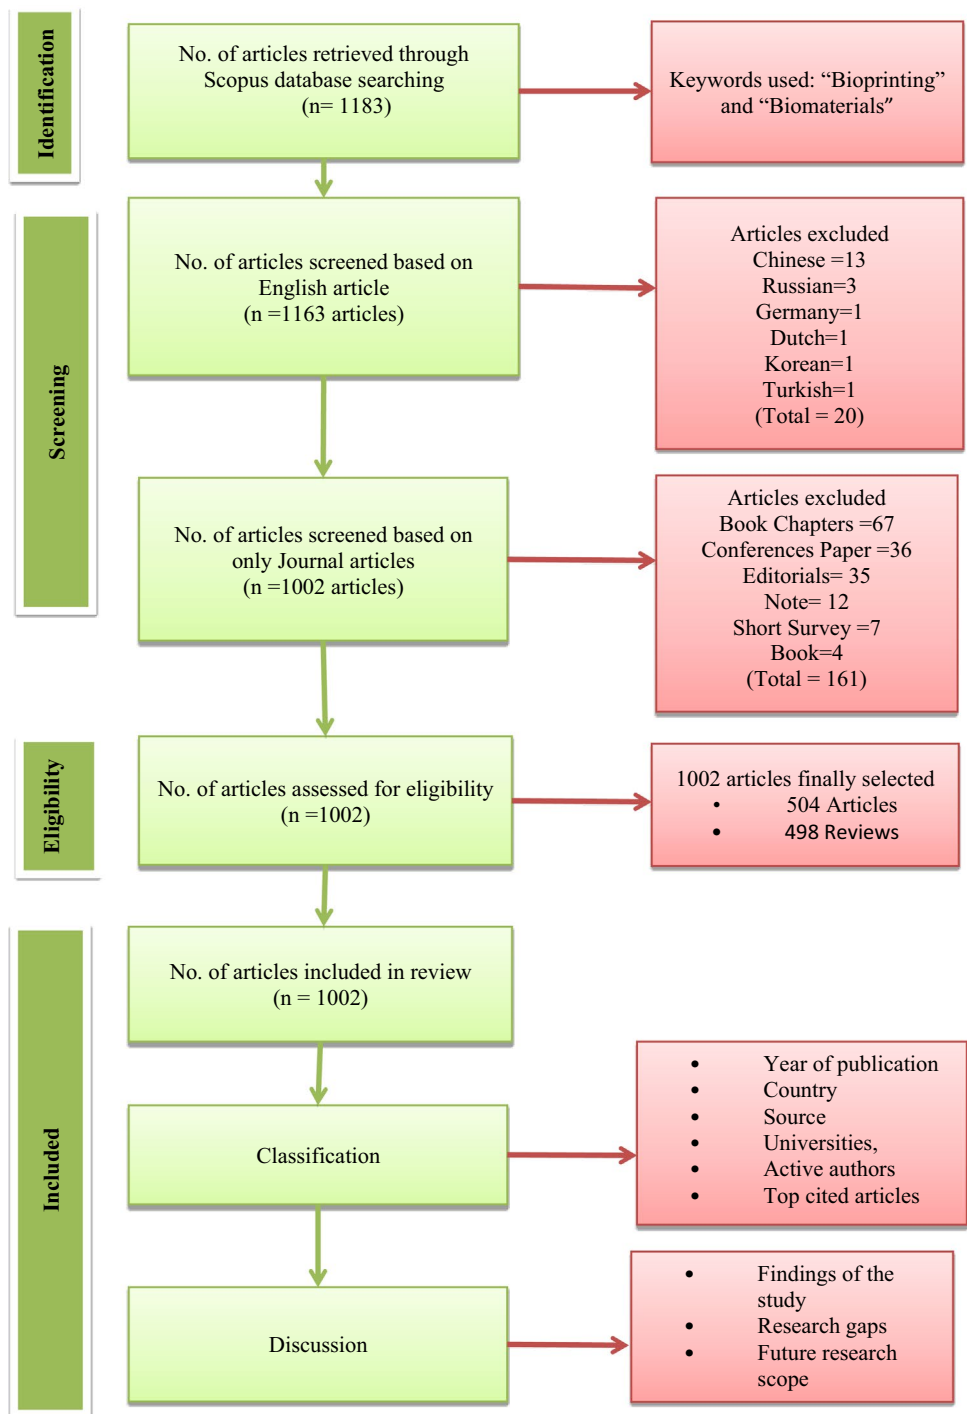 Identification
No. of articles retrieved through
Scopus database searching
(n= 1183)
Keywords used: “Bioprinting”
and “Biomaterials”
Screening
No. of articles screened based on
English article
(n =1163 articles)
Articles excluded
Chinese =13
Russian=3
Germany=1
Dutch=1
Korean=1
Turkish=1
(Total = 20)
No. of articles screened based on
only Journal articles
(n =1002 articles)
Articles excluded
Book Chapters =67
Conferences Paper =36
Editorials= 35
Note= 12
Short Survey =7
Book=4
(Total = 161)
Eligibility
No. of articles assessed for eligibility
(n =1002)
1002 articles finally selected
• 504 Articles
• 498 Reviews
Included
No. of articles included in review
(n = 1002)
Classification
• Year of publication
• Country
• Source
• Universities,
• Active authors
• Top cited articles
Discussion
• Findings of the
study
• Research gaps
• Future research
scope